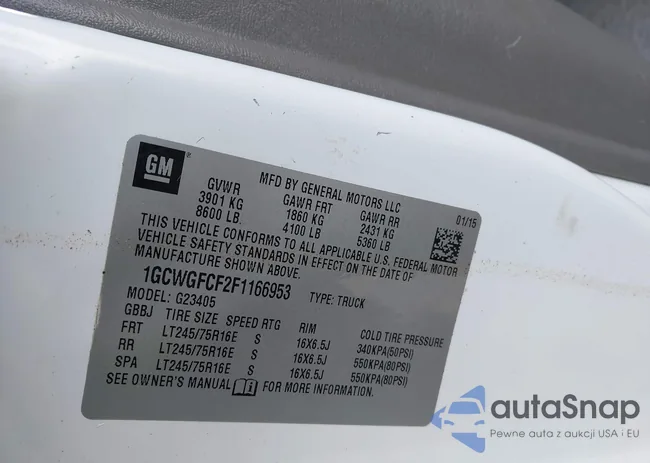 GM
MFD BY GENERAL MOTORS LLC
01/15
GVWR GAWR FRT GAWR RR
3901 KG 1860 KG 2431 KG
8600 LB. 4100 LB 5360 LB
THIS VEHICLE CONFORMS TO ALL APPLICABLE U.S. FEDERAL MOTOR
VEHICLE SAFETY STANDARDS IN EFFECT ON THE DATE OF
MANUFACTURE SHOWN ABOVE.
1GCWGFCF2F1166953 TYPE: TRUCK
MODEL: G23405
GBBJ TIRE SIZE SPEED RTG RIM COLD TIRE PRESSURE
FRT LT245/75R16E S 16X6.5J 340KPA(50PSI)
RR LT245/75R16E S 16X6.5J 550KPA(80PSI)
SPA LT245/75R16E S 16X6.5J 550KPA(80PSI)
SEE OWNER'S MANUAL FOR MORE INFORMATION.
autaSnap
Pewne auta z aukcji USA i EU